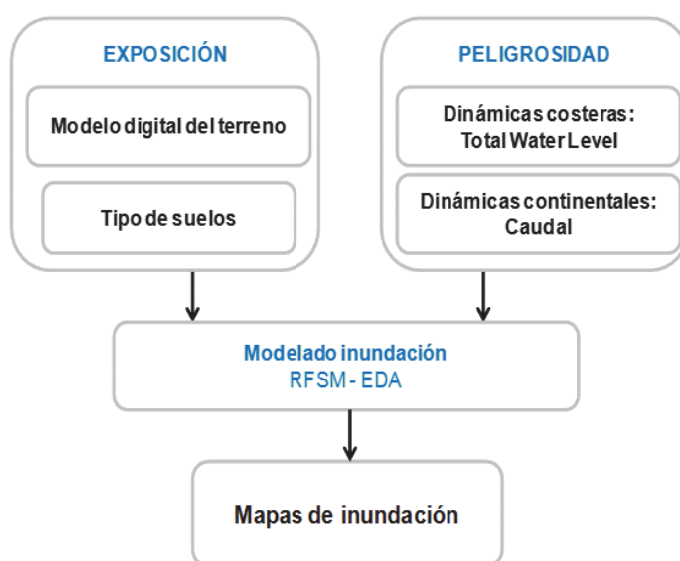 EXPOSICIÓN
Modelo digital del terreno
Tipo de suelos
PELIGROSIDAD
Dinámicas costeras:
Total Water Level
Dinámicas continentales:
Caudal
Modelado inundación
RFSM - EDA
Mapas de inundación